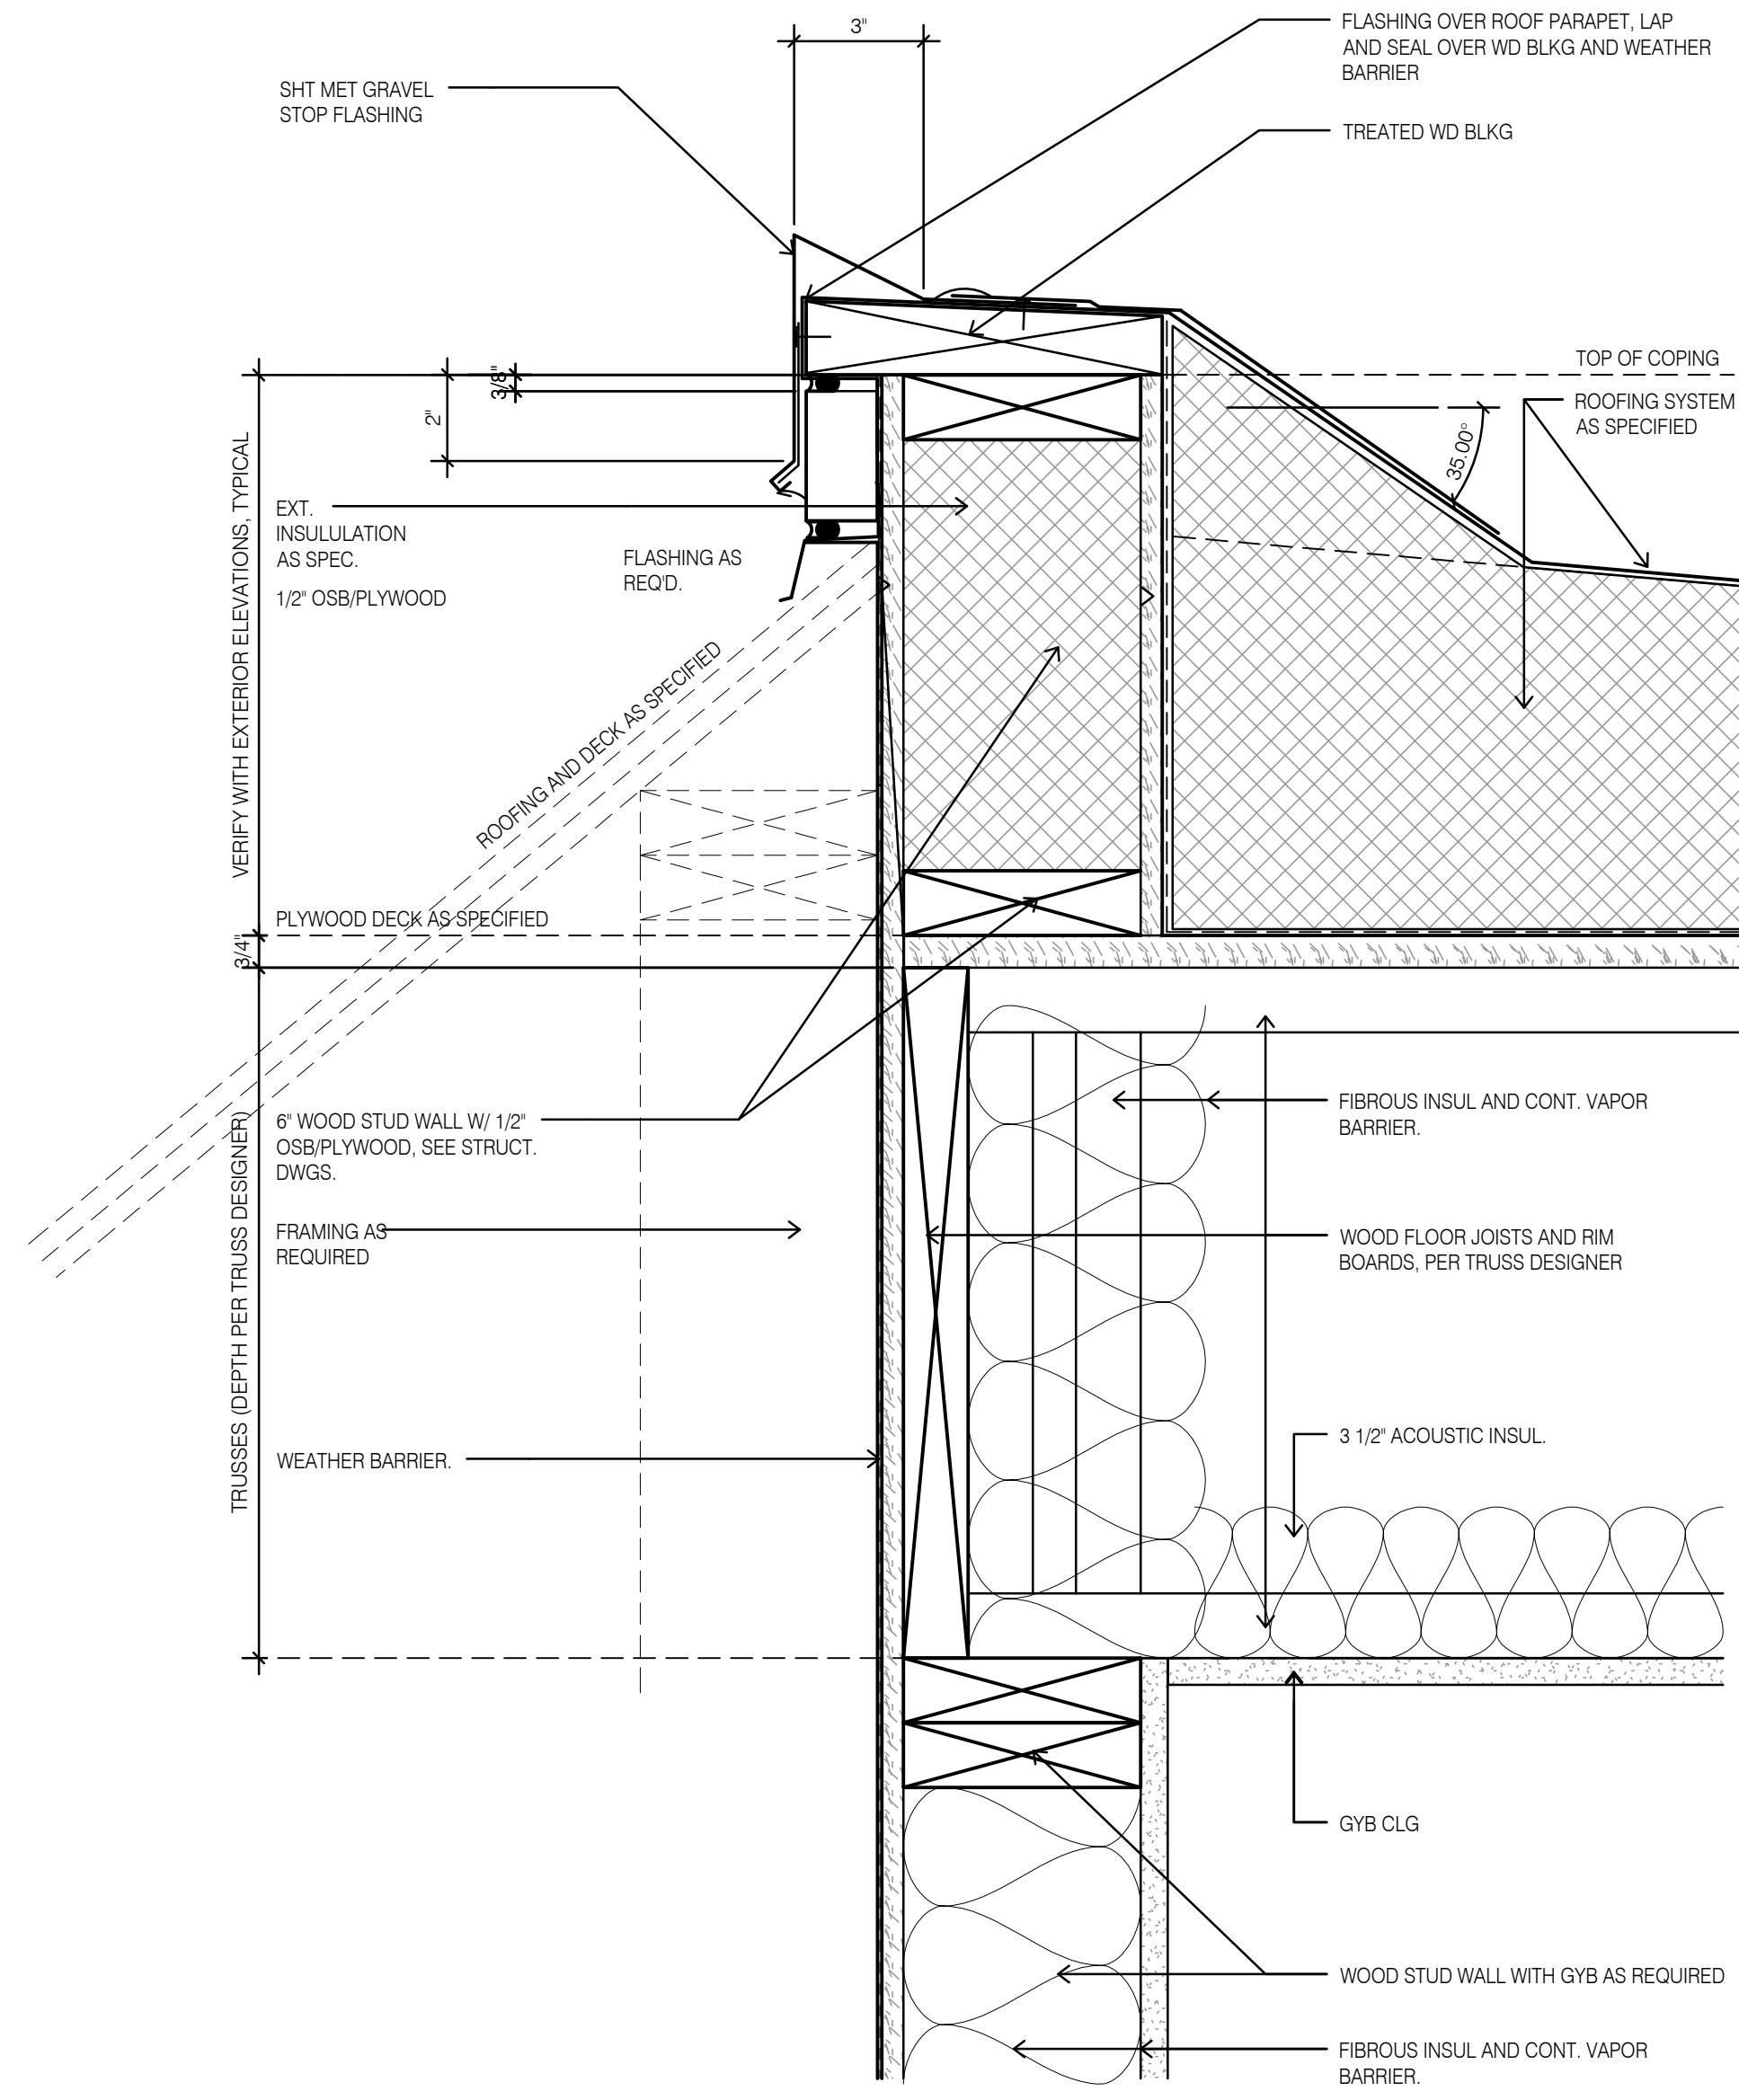 3"
FLASHING OVER ROOF PARAPET, LAP
AND SEAL OVER WD BLKG AND WEATHER
BARRIER
SHT MET GRAVEL
STOP FLASHING
TREATED WD BLKG
TOP OF COPING
ROOFING SYSTEM
AS SPECIFIED
35.00°
3/8"
2"
VERIFY WITH EXTERIOR ELEVATIONS, TYPICAL
EXT.
INSULULATION
AS SPEC.
1/2" OSB/PLYWOOD
FLASHING AS
REQ'D.
ROOFING AND DECK AS SPECIFIED
PLYWOOD DECK AS SPECIFIED
3/4"
TRUSSES (DEPTH PER TRUSS DESIGNER)
6" WOOD STUD WALL W/ 1/2"
OSB/PLYWOOD, SEE STRUCT.
DWGS.
FRAMING AS
REQUIRED
WEATHER BARRIER.
FIBROUS INSUL AND CONT. VAPOR
BARRIER.
WOOD FLOOR JOISTS AND RIM
BOARDS, PER TRUSS DESIGNER
3 1/2" ACOUSTIC INSUL.
GYB CLG
WOOD STUD WALL WITH GYB AS REQUIRED
FIBROUS INSUL AND CONT. VAPOR
BARRIER.